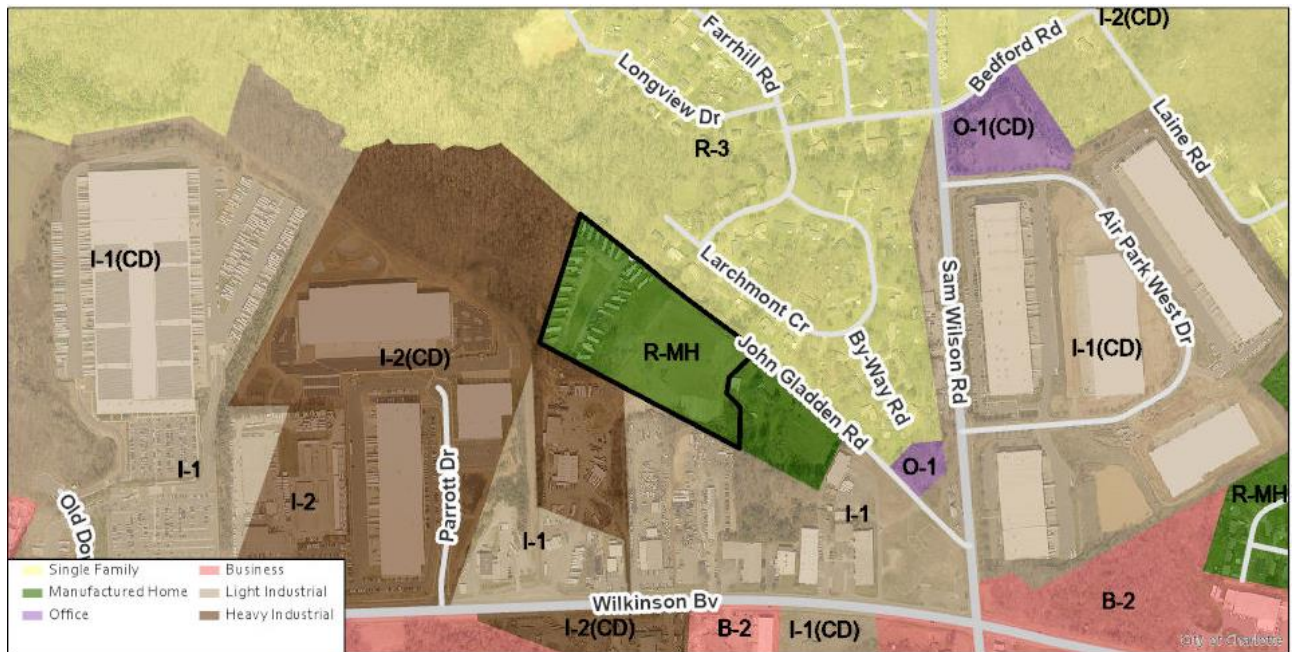 I-2(CD)
Farrhill Rd
Bedford Rd
Longview Dr
O-1(CD)
Laine Rd
R-3
Air Park West Dr
I-1(CD)
Larchmont Cr
Sam Wilson Rd
I-2(CD)
R-MH
John Gladden Rd
By-Way Rd
I-1(CD)
I-1
O-1
R-MH
Old Dow
I-2
Parrott Dr
I-1
I-1
Single Family
Business
Manufactured Home
Light Industrial
Office
Heavy Industrial
Wilkinson Bv
B-2
I-2(CD)
B-2
I-1(CD)
City of Charlotte